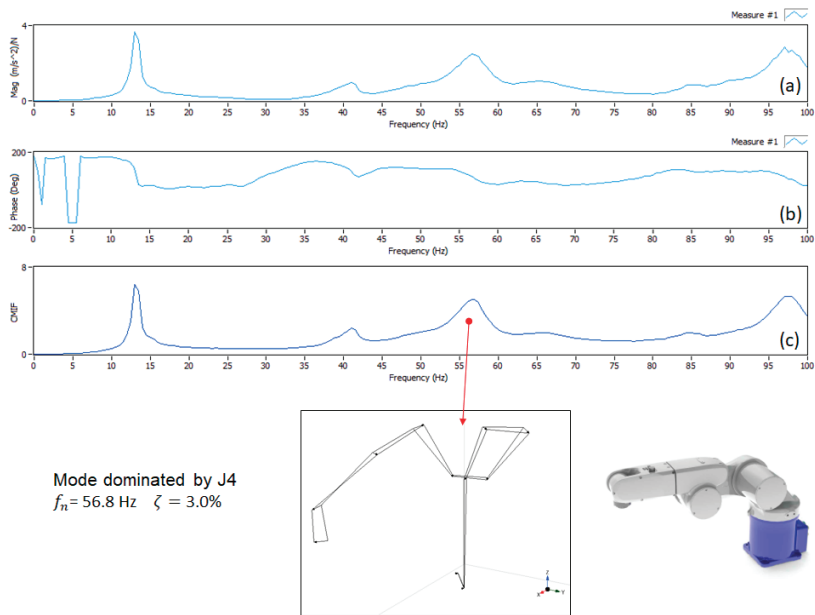 Measure #1
4
0
Mag (m/s^2)/N
0 5 10 15 20 25 30 35 40 45 50 55 60 65 70 75 80 85 90 95 100
Frequency (Hz)
(a)
Measure #1
200
-200
Phase (Deg)
0 5 10 15 20 25 30 35 40 45 50 55 60 65 70 75 80 85 90 95 100
Frequency (Hz)
(b)
8
0
CMIF
0 5 10 15 20 25 30 35 40 45 50 55 60 65 70 75 80 85 90 95 100
Frequency (Hz)
(c)
Mode dominated by J4
fₙ= 56.8 Hz ζ = 3.0%
Z
X
Y